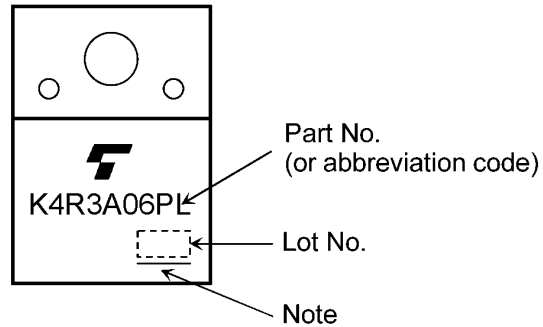 Part No.
(or abbreviation code)
K4R3A06PL
Lot No.
Note